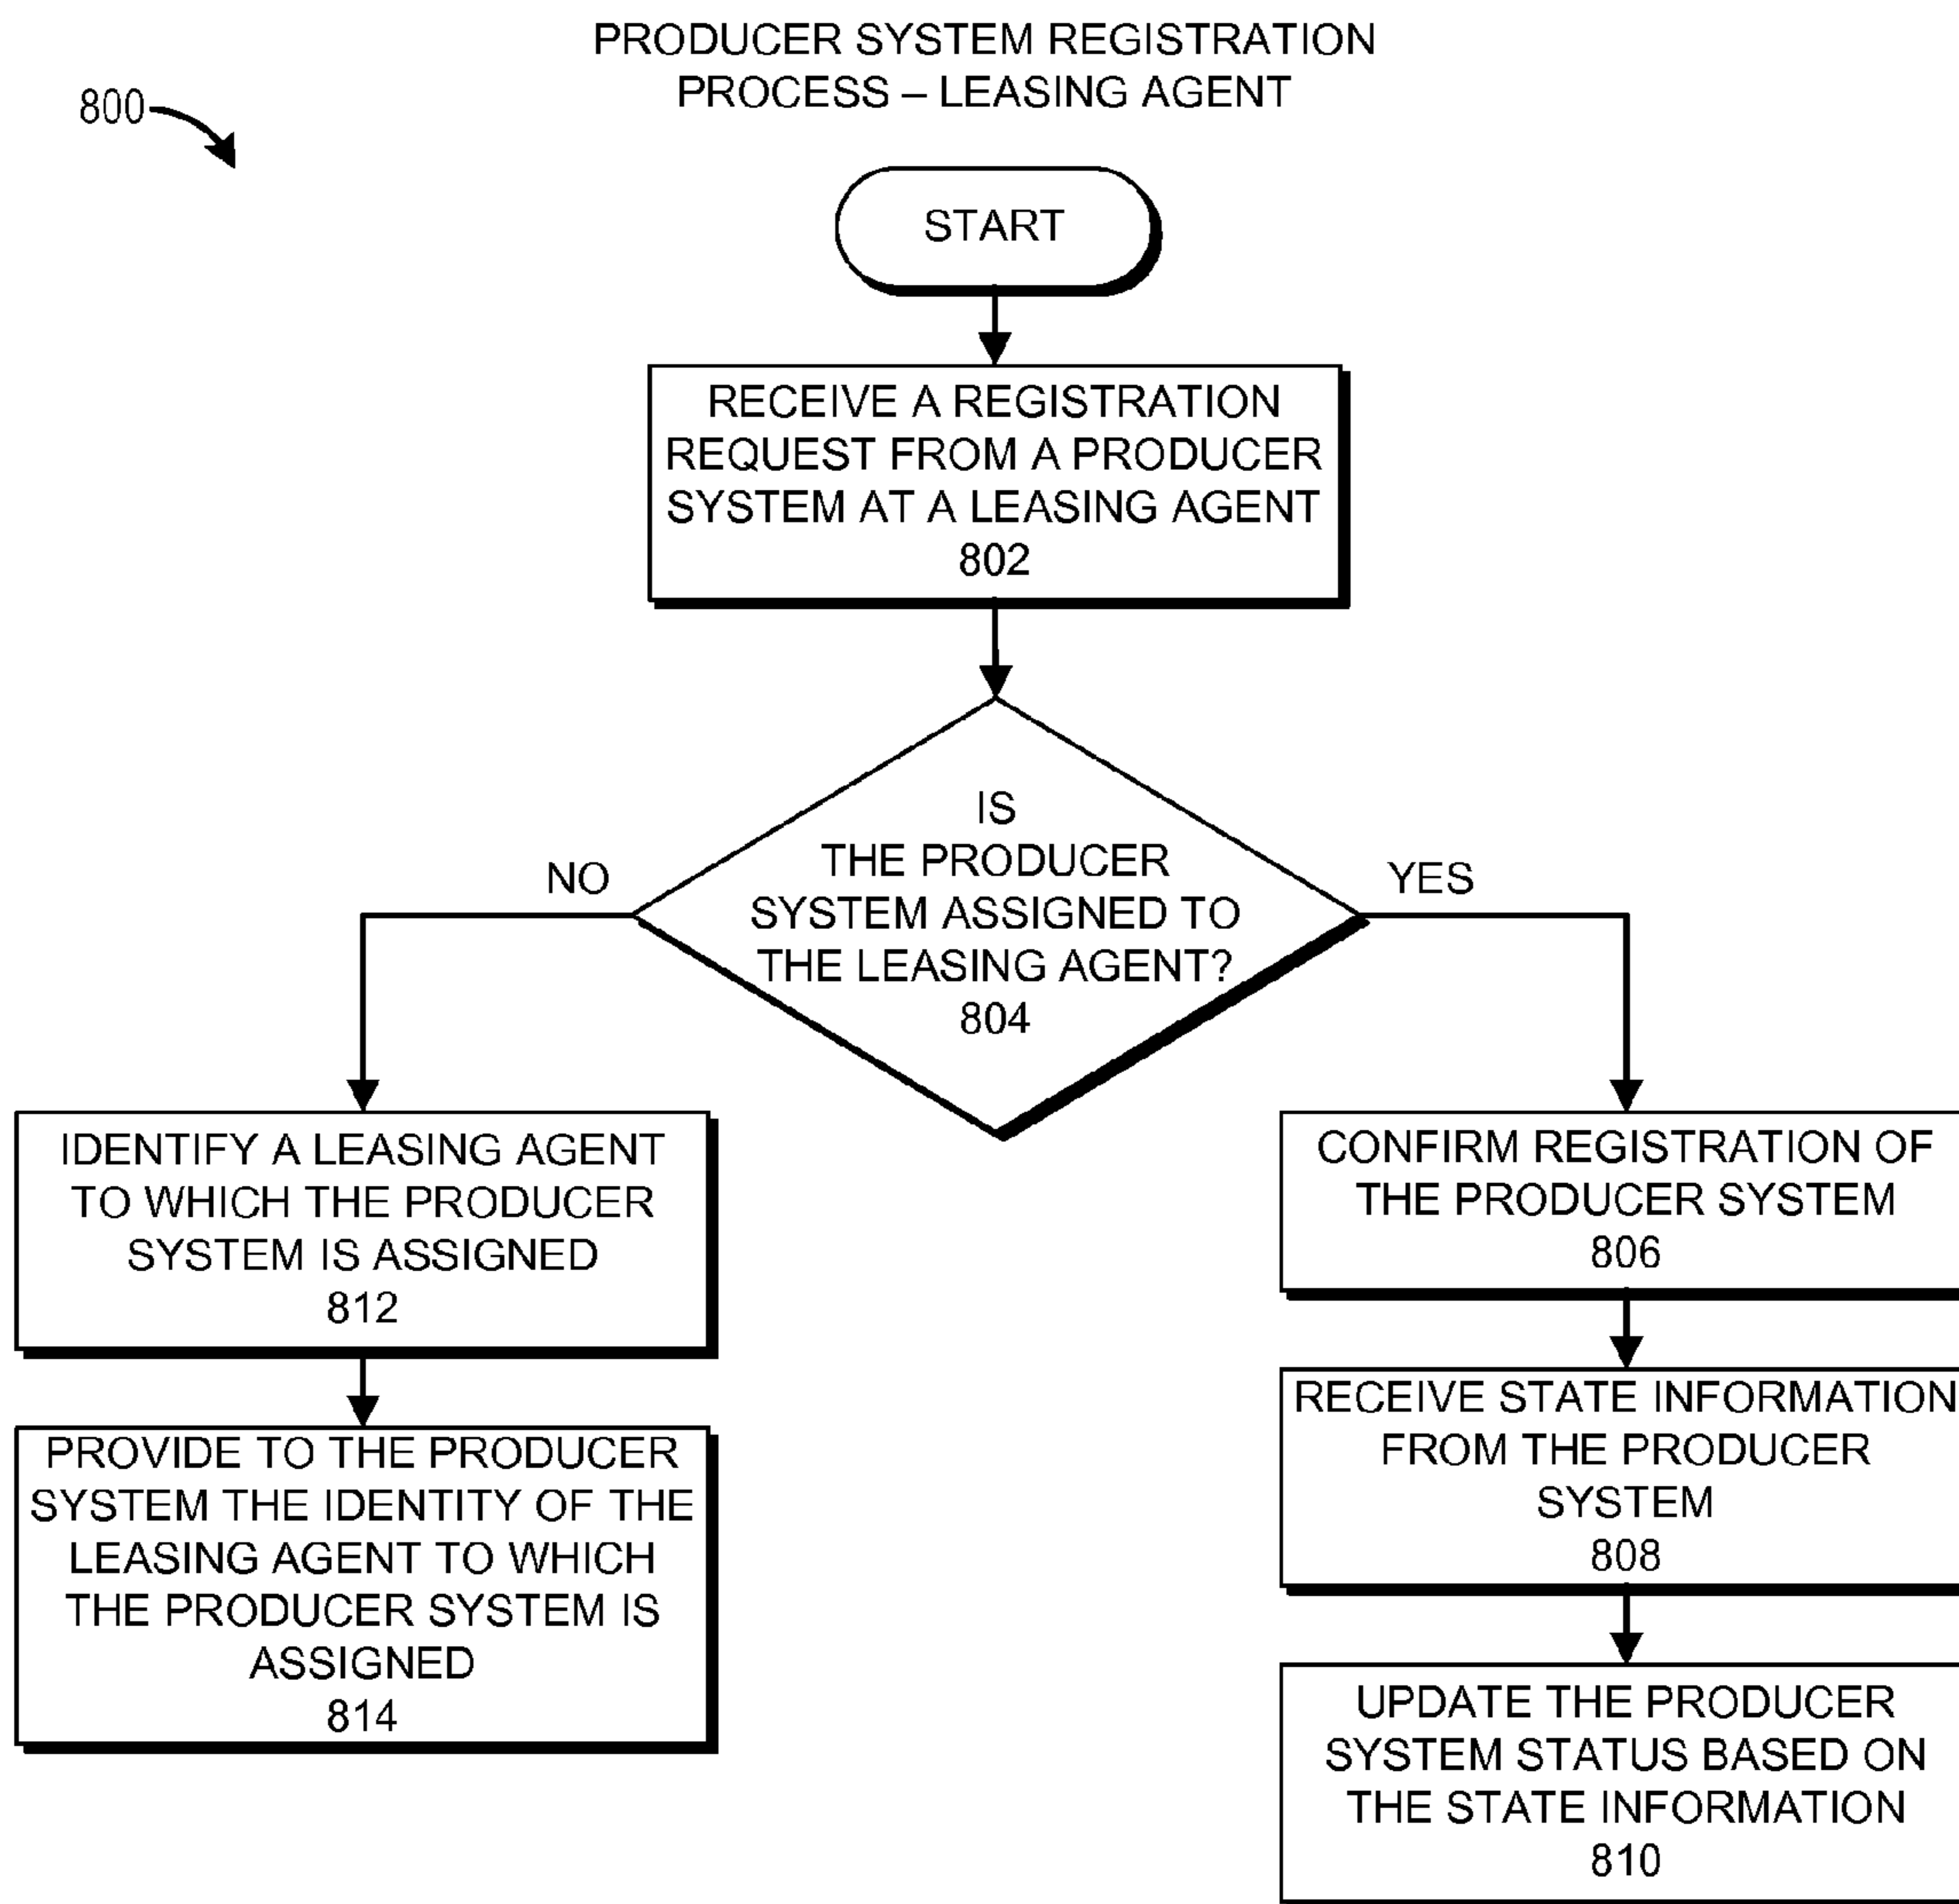 PRODUCER SYSTEM REGISTRATION
PROCESS – LEASING AGENT
800
START
RECEIVE A REGISTRATION
REQUEST FROM A PRODUCER
SYSTEM AT A LEASING AGENT
802
IS
THE PRODUCER
SYSTEM ASSIGNED TO
THE LEASING AGENT?
804
NO
YES
IDENTIFY A LEASING AGENT
TO WHICH THE PRODUCER
SYSTEM IS ASSIGNED
812
PROVIDE TO THE PRODUCER
SYSTEM THE IDENTITY OF THE
LEASING AGENT TO WHICH
THE PRODUCER SYSTEM IS
ASSIGNED
814
CONFIRM REGISTRATION OF
THE PRODUCER SYSTEM
806
RECEIVE STATE INFORMATION
FROM THE PRODUCER
SYSTEM
808
UPDATE THE PRODUCER
SYSTEM STATUS BASED ON
THE STATE INFORMATION
810